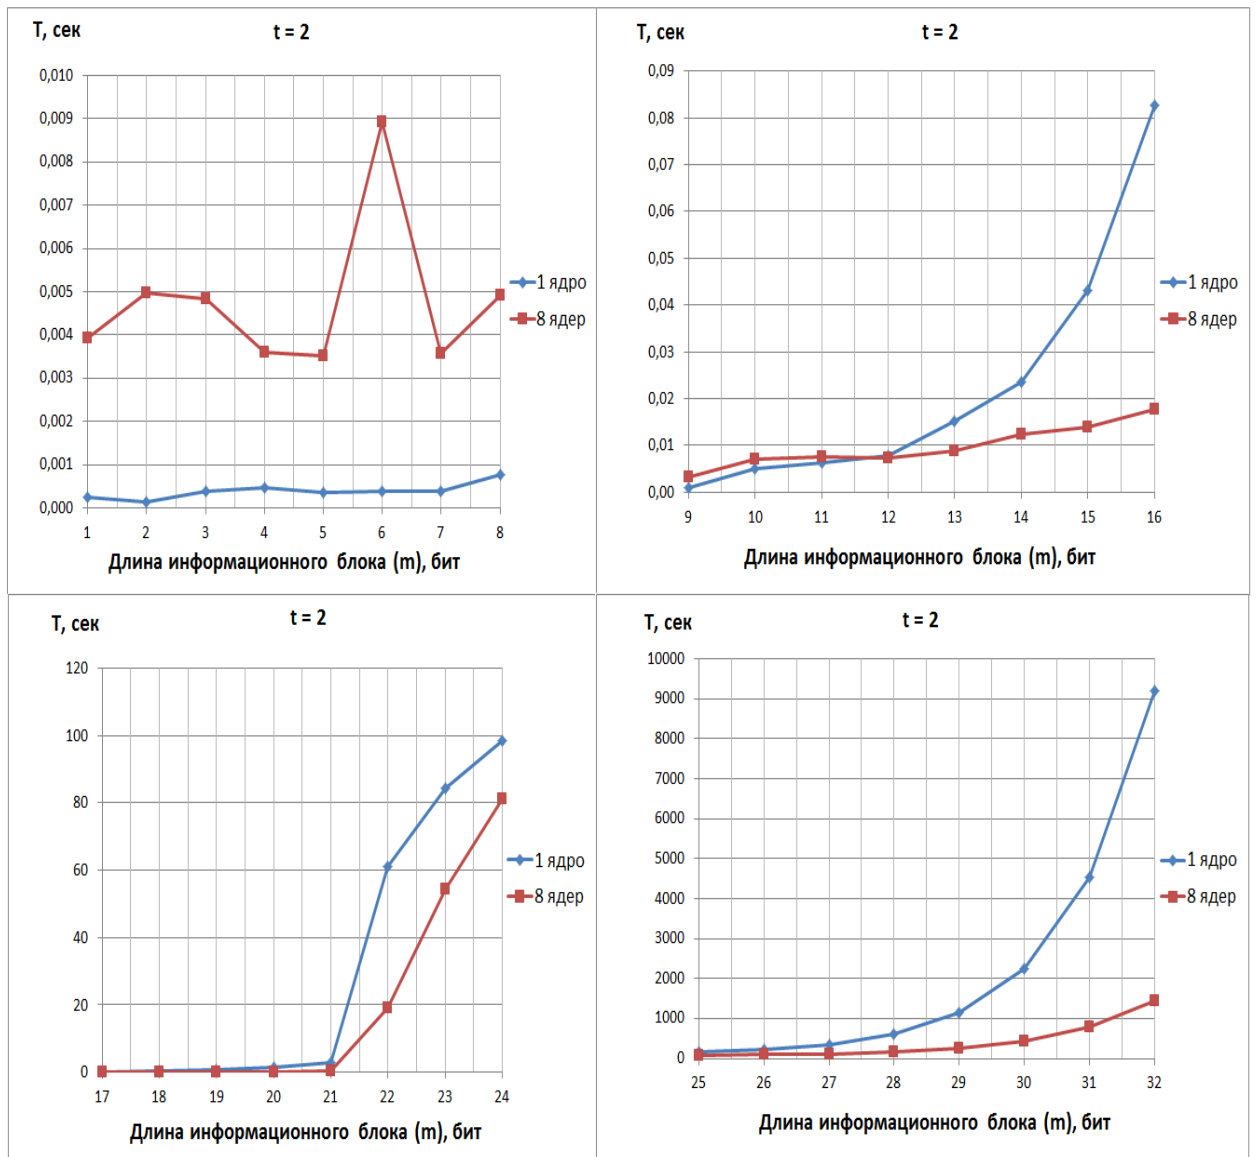 T, сек
t = 2
0,010
0,009
0,008
0,007
0,006
0,005
0,004
0,003
0,002
0,001
0,000
1 2 3 4 5 6 7 8
Длина информационного блока (m), бит
1 ядро
8 ядер
T, сек
t = 2
0,09
0,08
0,07
0,06
0,05
0,04
0,03
0,02
0,01
0,00
9 10 11 12 13 14 15 16
Длина информационного блока (m), бит
1 ядро
8 ядер
T, сек
t = 2
120
100
80
60
40
20
0
17 18 19 20 21 22 23 24
Длина информационного блока (m), бит
1 ядро
8 ядер
T, сек
t = 2
10000
9000
8000
7000
6000
5000
4000
3000
2000
1000
0
25 26 27 28 29 30 31 32
Длина информационного блока (m), бит
1 ядро
8 ядер